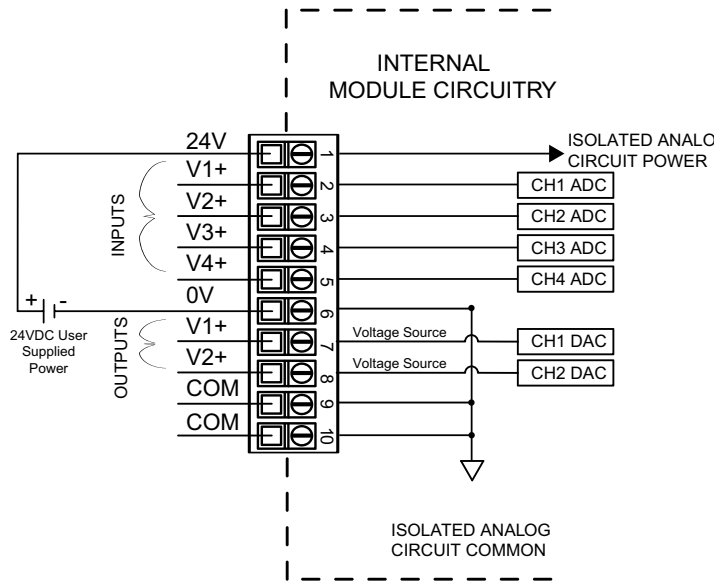 INTERNAL
MODULE CIRCUITRY
24V
1
ISOLATED ANALO
CIRCUIT POWER
V1+
2
CH1 ADC
V2+
3
CH2 ADC
INPUTS
V3+
4
CH3 ADC
V4+
5
CH4 ADC
0V
6
+ -
24VDC User
Supplied
Power
OUTPUTS
V1+
7
Voltage Source
CH1 DAC
V2+
8
Voltage Source
CH2 DAC
COM
9
COM
10
ISOLATED ANALOG
CIRCUIT COMMON